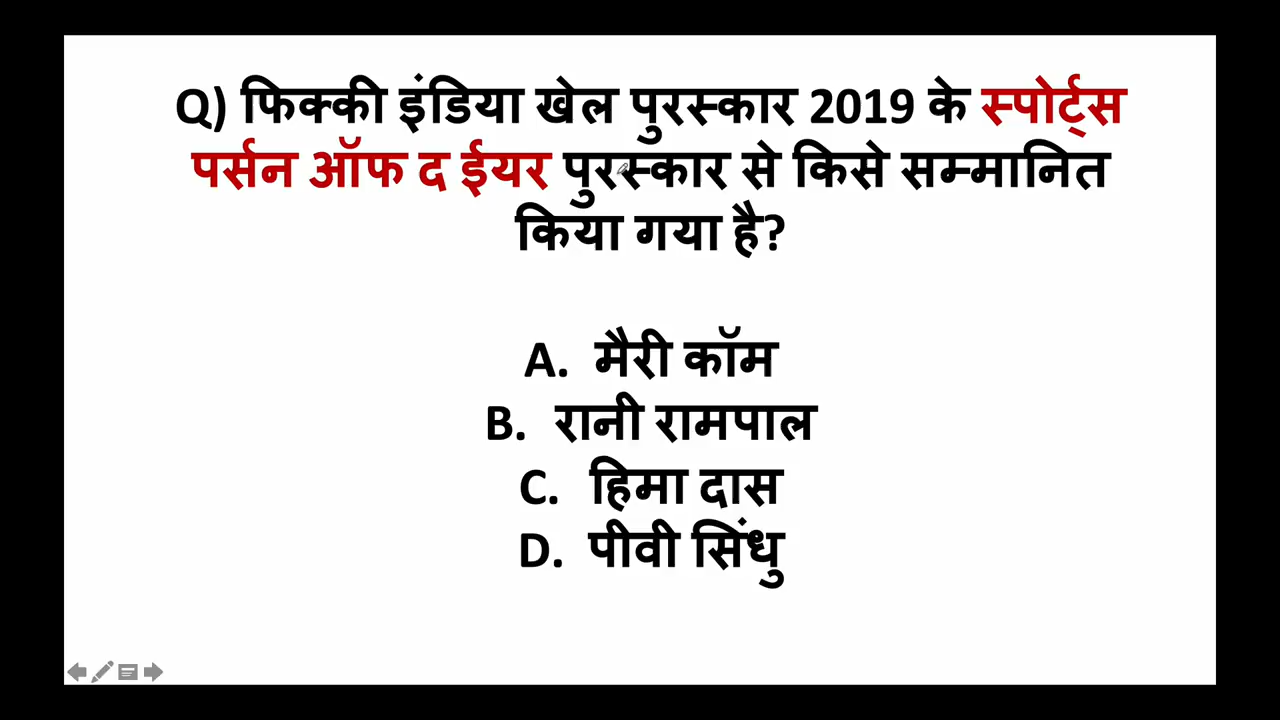 Q) फिक्की इंडिया खेल पुरस्कार 2019 के स्पोर्ट्स
पर्सन ऑफ द ईयर पुरस्कार से किसे सम्मानित
किया गया है?
A. मैरी कॉम
B. रानी रामपाल
C. हिमा दास
D. पीवी सिंधु